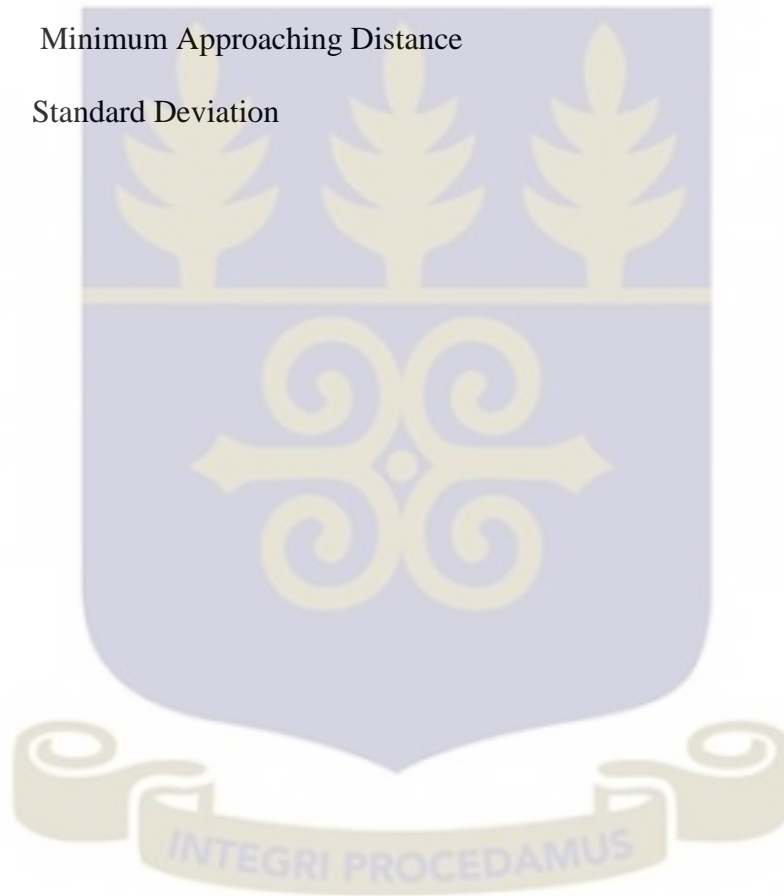 Minimum Approaching Distance
Standard Deviation
INTEGRI PROCEDAMUS